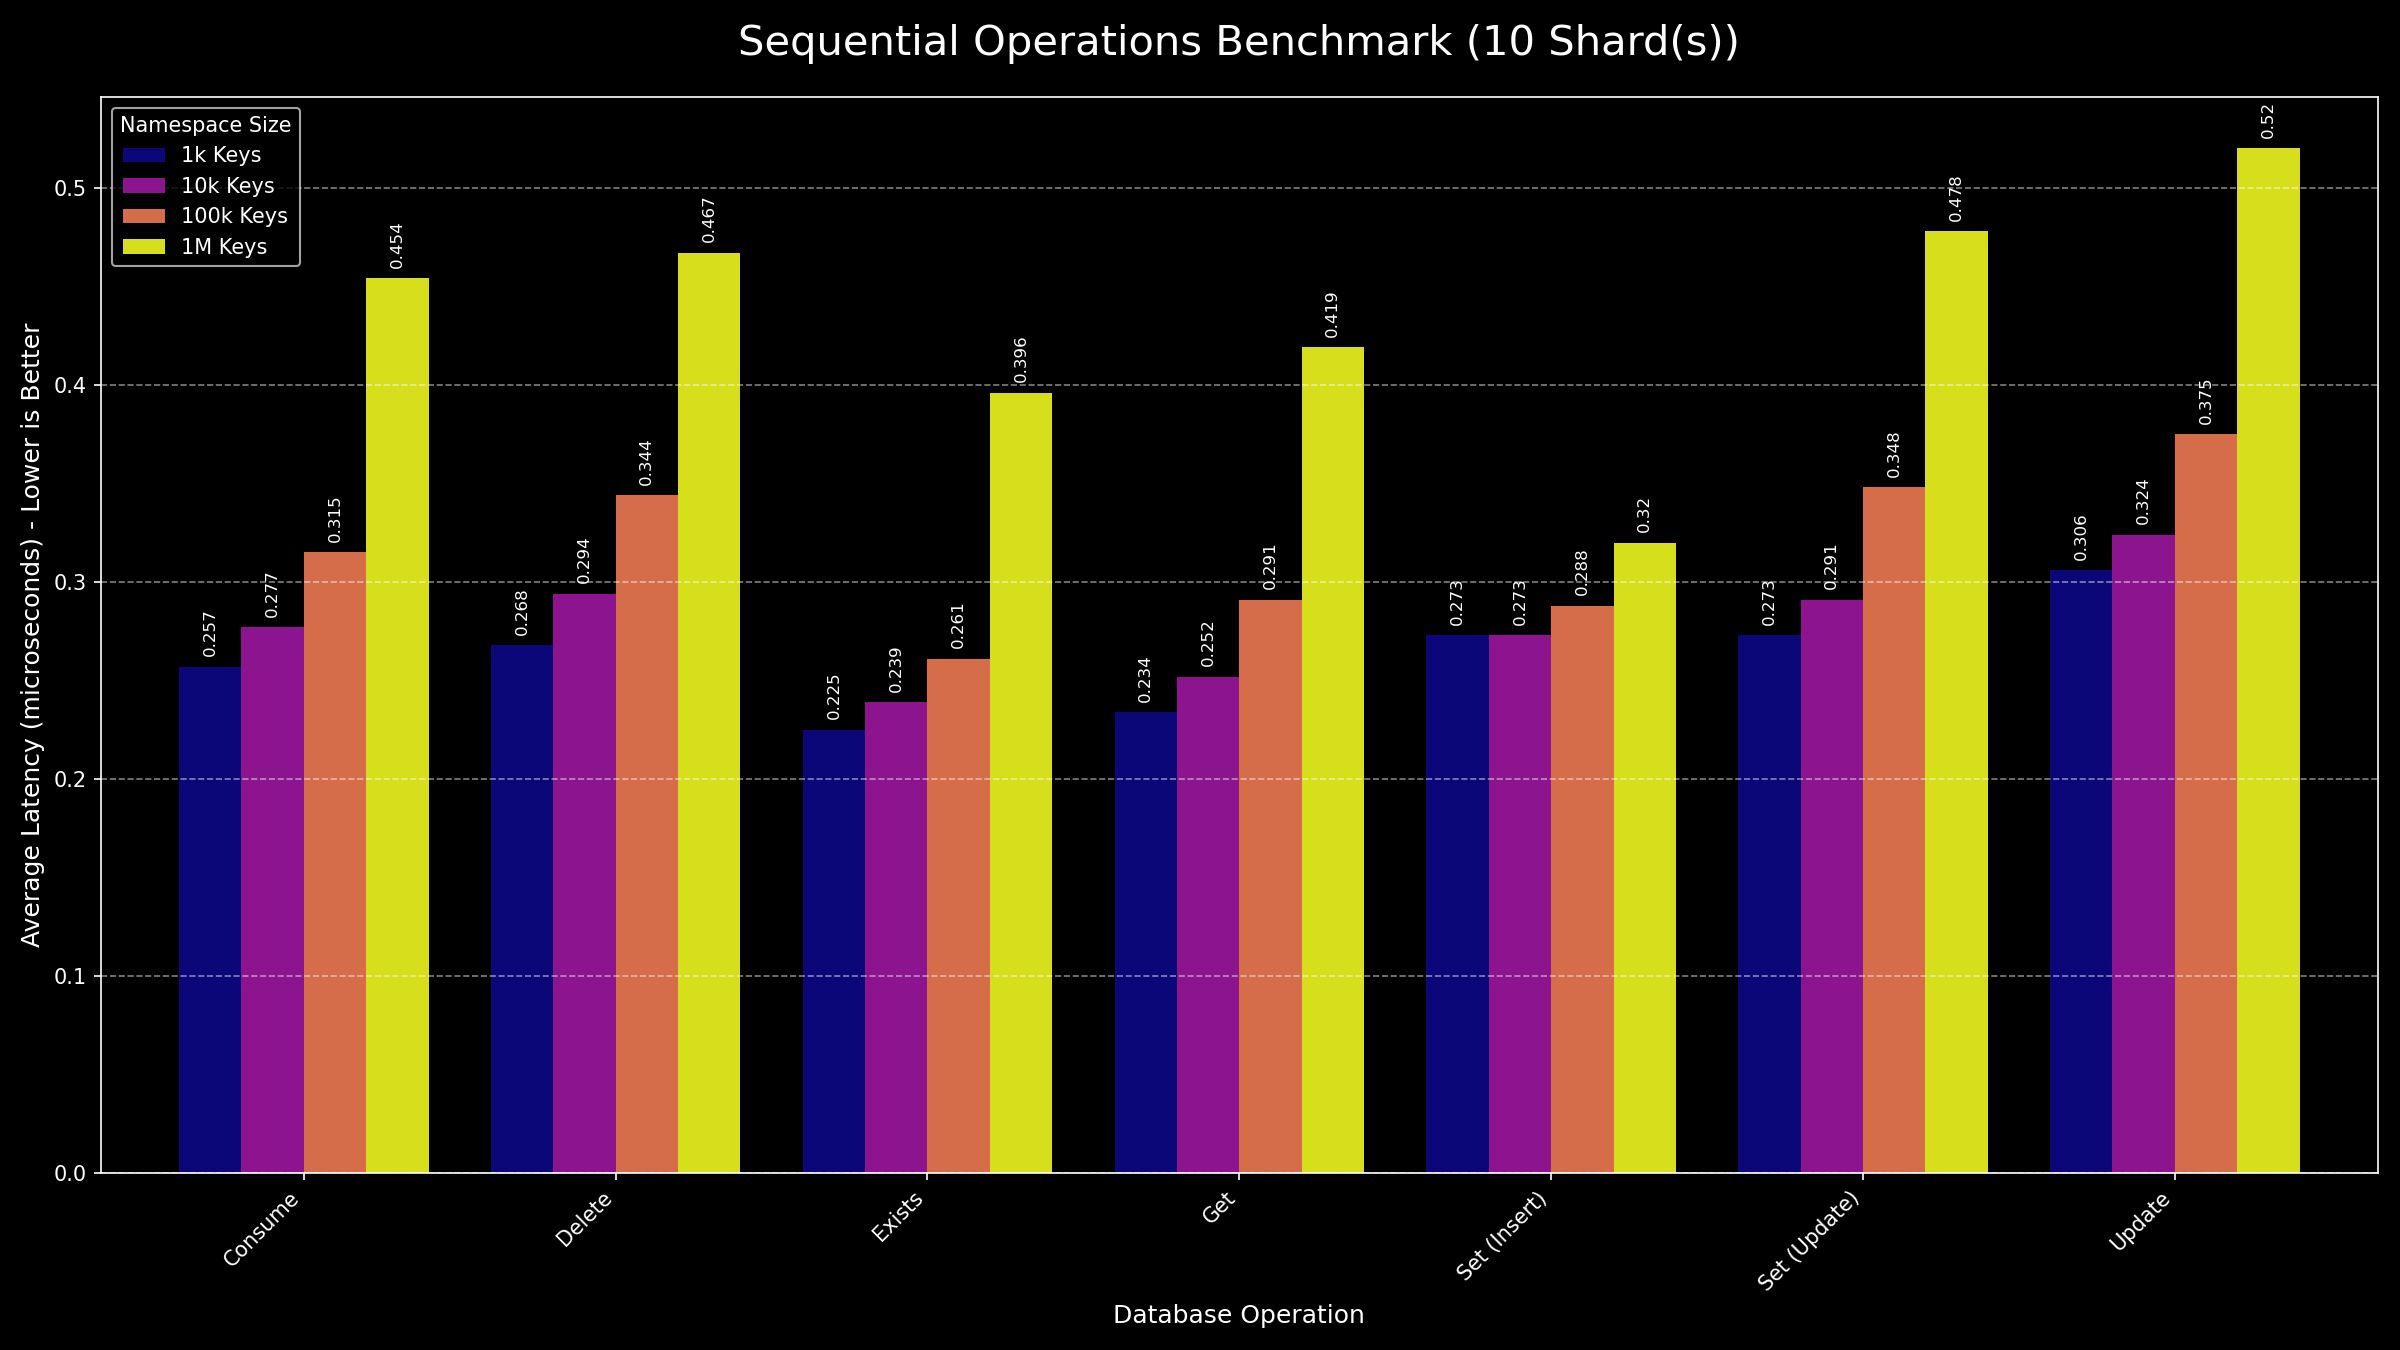 Sequential Operations Benchmark (10 Shard(s))
Namespace Size
1k Keys
10k Keys
100k Keys
1M Keys
Average Latency (microseconds) - Lower is Better
0.5
0.4
0.3
0.2
0.1
0.0
0.257
0.277
0.315
0.454
0.268
0.294
0.344
0.467
0.225
0.239
0.261
0.396
0.234
0.252
0.291
0.419
0.273
0.273
0.288
0.32
0.273
0.291
0.348
0.478
0.306
0.324
0.375
0.52
Consume
Delete
Exists
Get
Set (Insert)
Set (Update)
Update
Database Operation